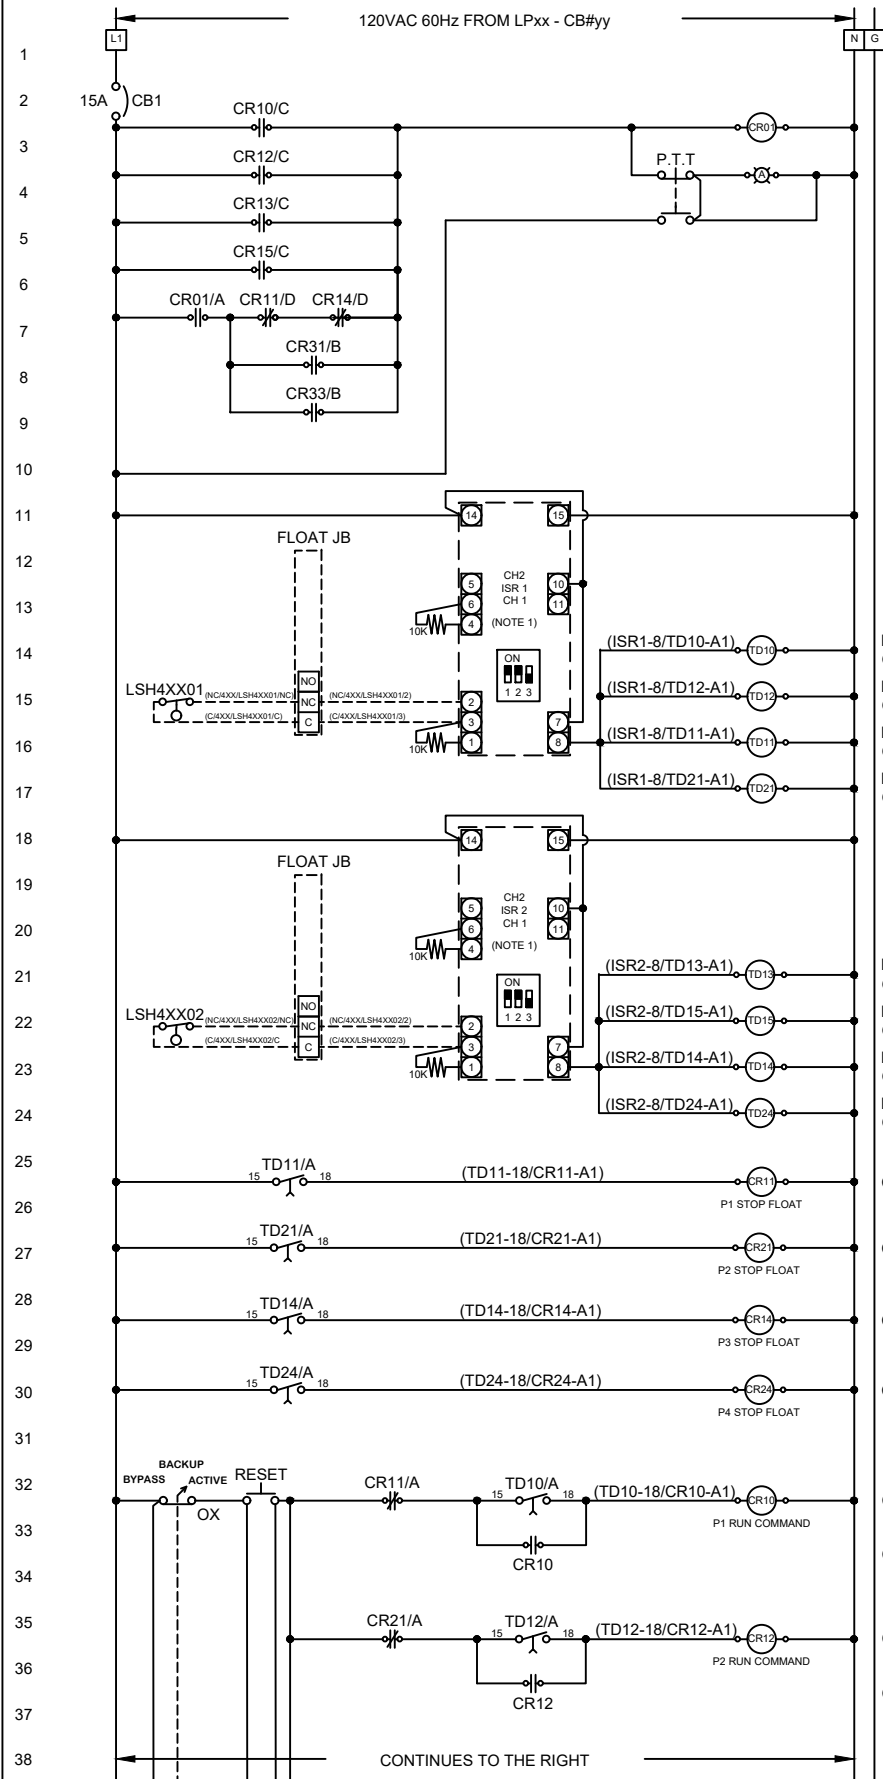 120VAC 60Hz FROM LPxx - CB#yy
L1
N G
1
2
15A CB1
CR10/C
CR01
3
CR12/C
P.T.T
A
4
CR13/C
5
CR15/C
6
CR01/A CR11/D CR14/D
7
CR31/B
8
CR33/B
9
10
11
14 15
FLOAT JB
12
CH2
5 ISR 1 10
13
6 CH 1 11
10K 4 (NOTE 1)
14
(ISR1-8/TD10-A1) TD10
ON
NO
1 2 3
15
LSH4XX01 (NC/4XX/LSH4XX01/NC) NC (NC/4XX/LSH4XX01/2) 2
(ISR1-8/TD12-A1) TD12
(C/4XX/LSH4XX01/C) C (C/4XX/LSH4XX01/3) 3 7
16
10K 1 8
(ISR1-8/TD11-A1) TD11
17
(ISR1-8/TD21-A1) TD21
18
14 15
FLOAT JB
19
CH2
5 ISR 2 10
20
6 CH 1 11
10K 4 (NOTE 1)
21
(ISR2-8/TD13-A1) TD13
ON
NO
1 2 3
22
LSH4XX02 (NC/4XX/LSH4XX02/NC) NC (NC/4XX/LSH4XX02/2) 2
(ISR2-8/TD15-A1) TD15
(C/4XX/LSH4XX02/C C (C/4XX/LSH4XX02/3) 3 7
23
10K 1 8
(ISR2-8/TD14-A1) TD14
24
(ISR2-8/TD24-A1) TD24
25
TD11/A
15 18 (TD11-18/CR11-A1) CR11
26
P1 STOP FLOAT
TD21/A
27
15 18 (TD21-18/CR21-A1) CR21
P2 STOP FLOAT
28
TD14/A
15 18 (TD14-18/CR14-A1) CR14
29
P3 STOP FLOAT
TD24/A
30
15 18 (TD24-18/CR24-A1) CR24
P4 STOP FLOAT
31
BACKUP
32
BYPASS ACTIVE RESET
OX
CR11/A TD10/A
15 18 (TD10-18/CR10-A1) CR10
33
P1 RUN COMMAND
CR10
34
35
CR21/A TD12/A
15 18 (TD12-18/CR12-A1) CR12
36
P2 RUN COMMAND
CR12
37
38
CONTINUES TO THE RIGHT